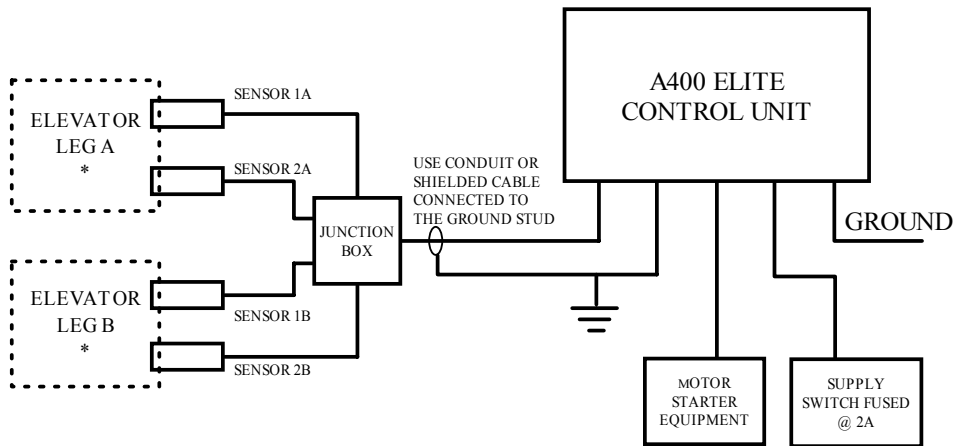 A400 ELITE
CONTROL UNIT
SENSOR 1A
ELEVATOR
LEG A
*
SENSOR 2A
USE CONDUIT OR
SHIELDED CABLE
CONNECTED TO
THE GROUND STUD
GROUND
JUNCTION
BOX
ELEVATOR
LEG B
*
SENSOR 1B
SENSOR 2B
MOTOR
STARTER
EQUIPMENT
SUPPLY
SWITCH FUSED
@ 2A